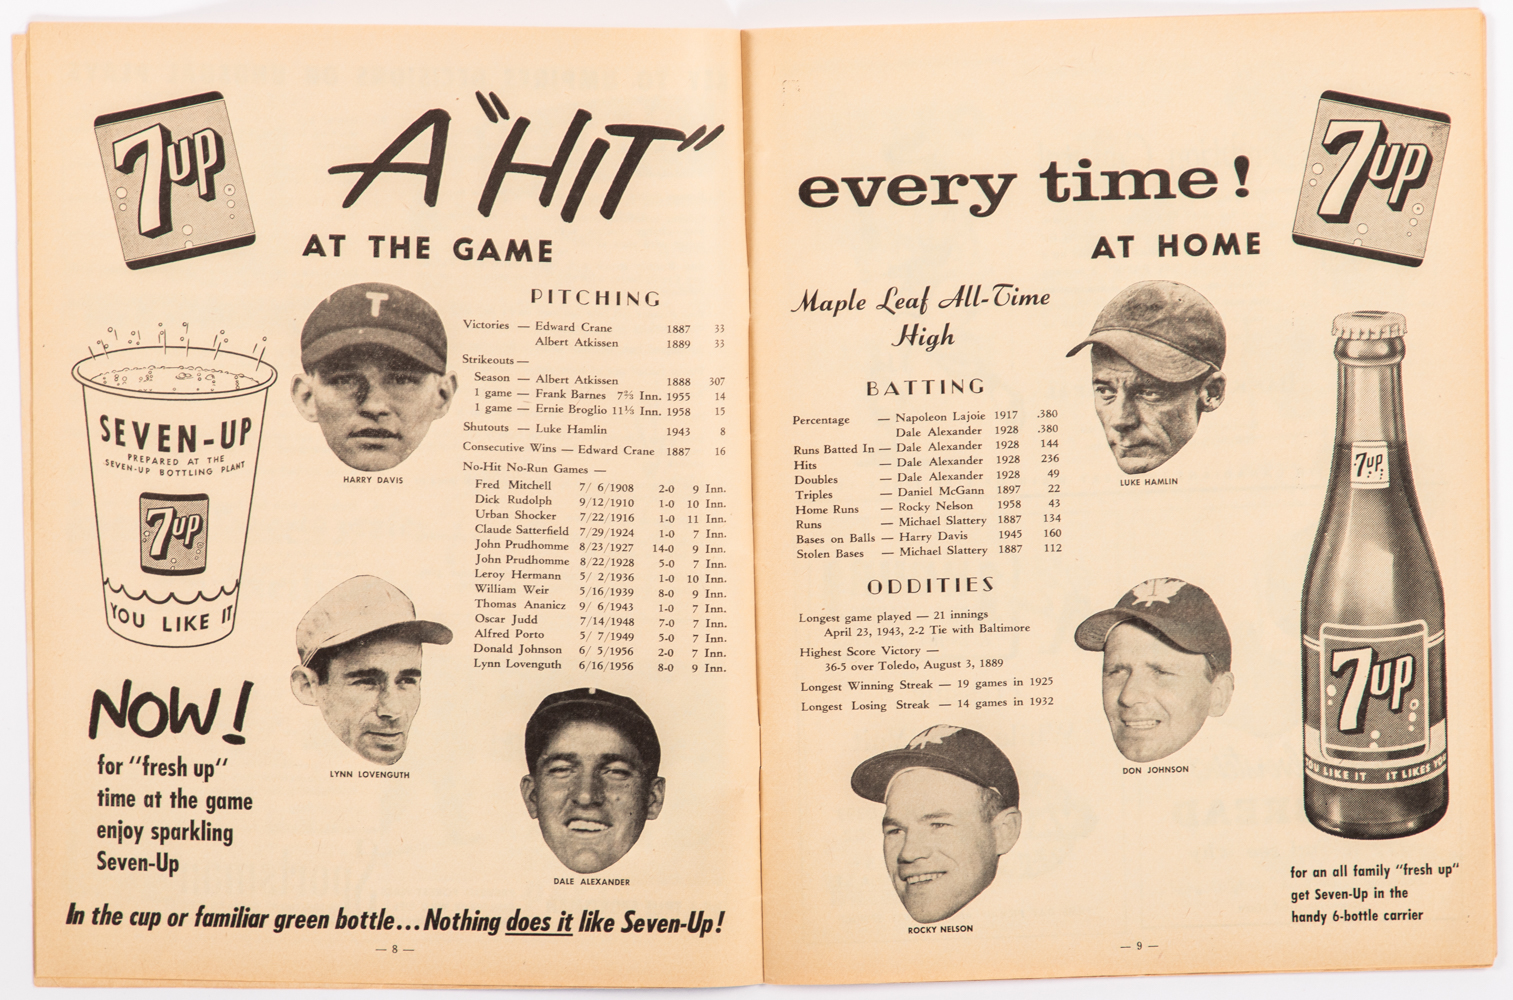 7up
A "HIT"
AT THE GAME
SEVEN-UP
PREPARED AT THE
SEVEN-UP BOTTLING PLANT
7up
YOU LIKE IT
HARRY DAVIS
PITCHING
Victories — Edward Crane 1887 33
Albert Atkissen 1889 33
Strikeouts —
Season — Albert Atkissen 1888 307
1 game — Frank Barnes 7⅔ Inn. 1955 14
1 game — Ernie Broglio 11⅓ Inn. 1958 15
Shutouts — Luke Hamlin 1943 8
Consecutive Wins — Edward Crane 1887 16
No-Hit No-Run Games —
Fred Mitchell 7/ 6/1908 2-0 9 Inn.
Dick Rudolph 9/12/1910 1-0 10 Inn.
Urban Shocker 7/22/1916 1-0 11 Inn.
Claude Satterfield 7/29/1924 1-0 7 Inn.
John Prudhomme 8/23/1927 14-0 9 Inn.
John Prudhomme 8/22/1928 5-0 7 Inn.
Leroy Hermann 5/ 2/1936 1-0 10 Inn.
William Weir 5/16/1939 8-0 9 Inn.
Thomas Ananicz 9/ 6/1943 1-0 7 Inn.
Oscar Judd 7/14/1948 7-0 7 Inn.
Alfred Porto 5/ 7/1949 5-0 7 Inn.
Donald Johnson 6/ 5/1956 2-0 7 Inn.
Lynn Lovenguth 6/16/1956 8-0 9 Inn.
T
LYNN LOVENGUTH
DALE ALEXANDER
NOW!
for "fresh up"
time at the game
enjoy sparkling
Seven-Up
In the cup or familiar green bottle...Nothing does it like Seven-Up!
— 8 —
every time!
AT HOME
7up
Maple Leaf All-Time
High
BATTING
Percentage — Napoleon Lajoie 1917 .380
Dale Alexander 1928 .380
Runs Batted In — Dale Alexander 1928 144
Hits — Dale Alexander 1928 236
Doubles — Dale Alexander 1928 49
Triples — Daniel McGann 1897 22
Home Runs — Rocky Nelson 1958 43
Runs — Michael Slattery 1887 134
Bases on Balls — Harry Davis 1945 160
Stolen Bases — Michael Slattery 1887 112
ODDITIES
Longest game played — 21 innings
April 23, 1943, 2-2 Tie with Baltimore
Highest Score Victory —
36-5 over Toledo, August 3, 1889
Longest Winning Streak — 19 games in 1925
Longest Losing Streak — 14 games in 1932
LUKE HAMLIN
DON JOHNSON
ROCKY NELSON
7up
7up
YOU LIKE IT IT LIKES YOU
for an all family "fresh up"
get Seven-Up in the
handy 6-bottle carrier
— 9 —